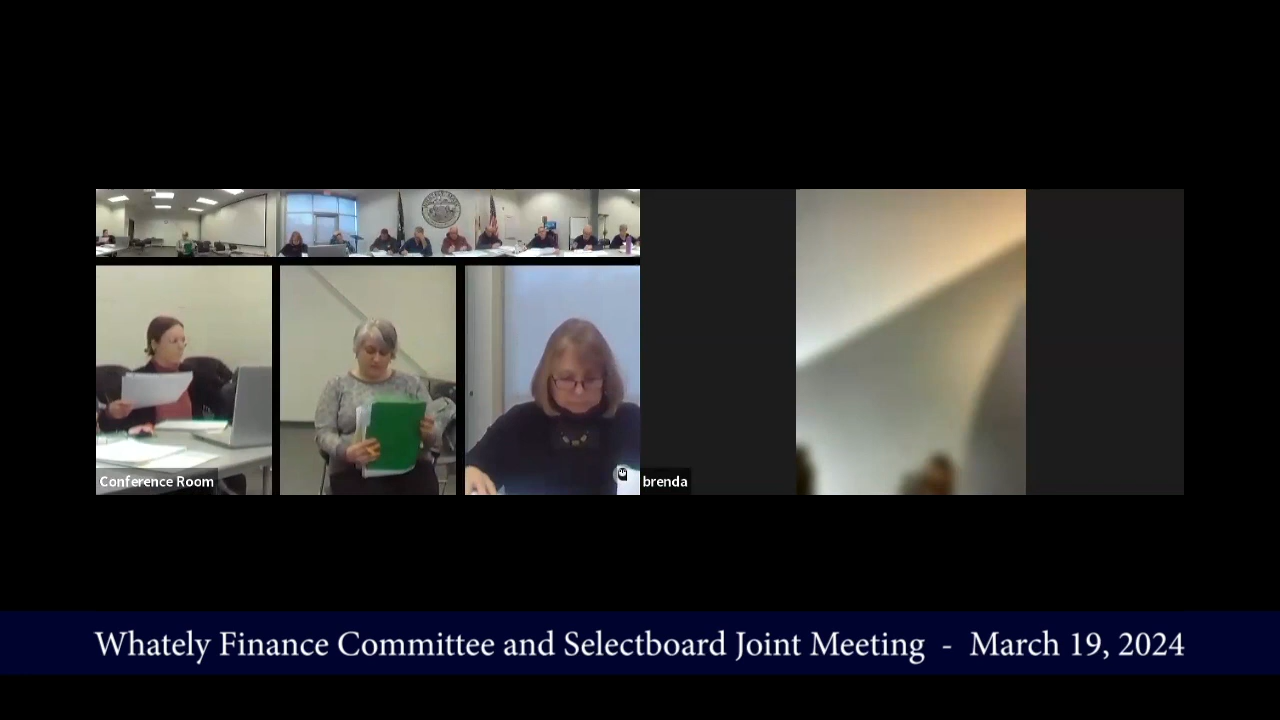 Conference Room
brenda
Whately Finance Committee and Selectboard Joint Meeting - March 19, 2024